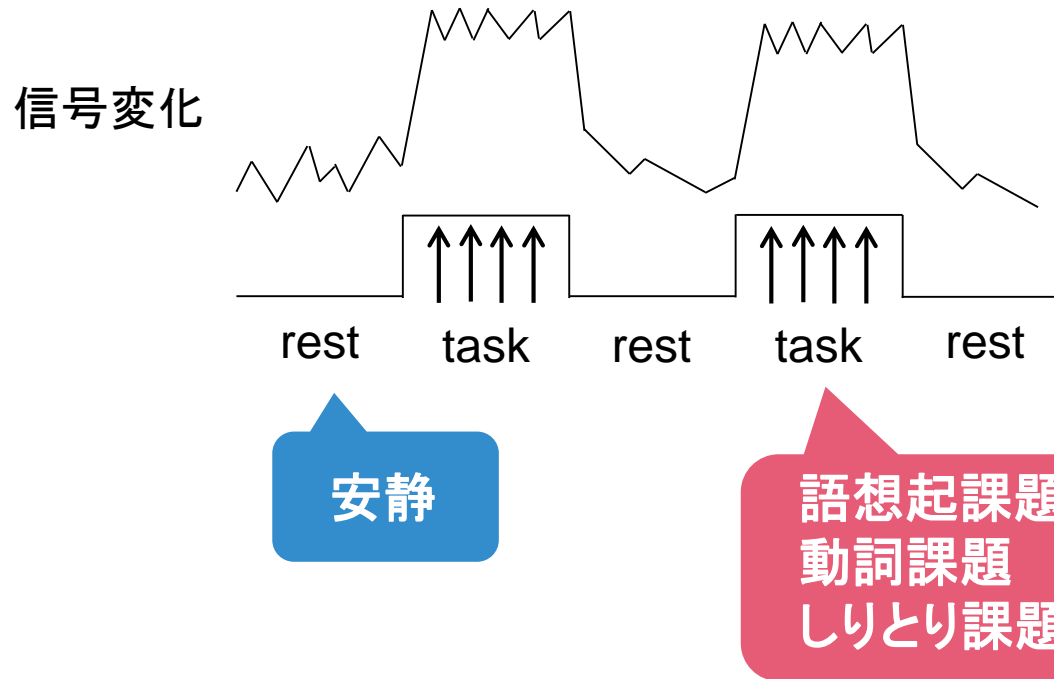 信号変化
rest task rest task rest
安静
語想起課題
動詞課題
しりとり課題